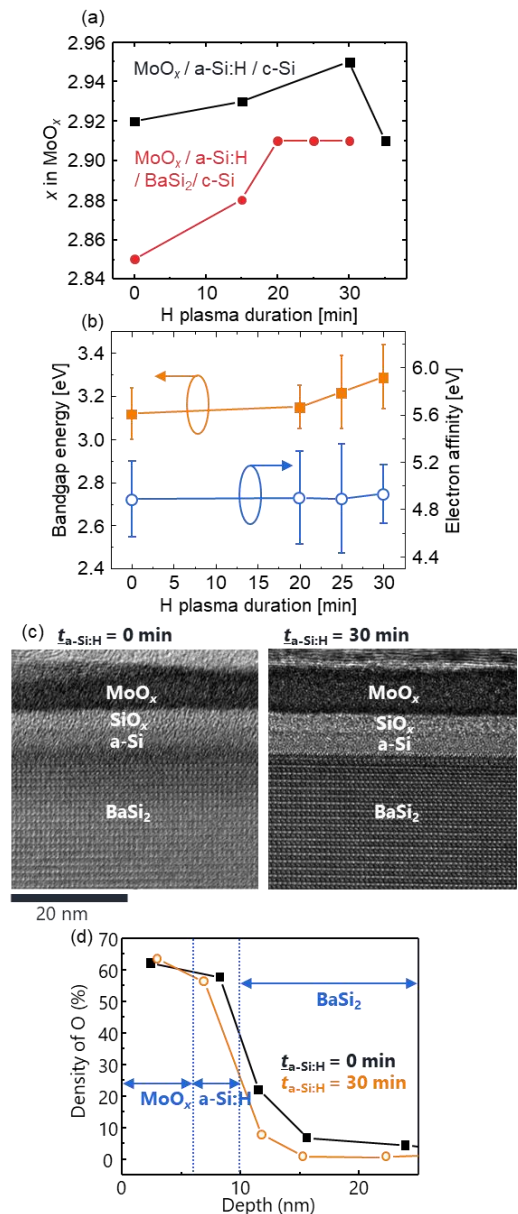 (a)
2.96
2.94
2.92
2.90
2.88
2.86
2.84
x in MoOₓ
MoOₓ / a-Si:H / c-Si
MoOₓ / a-Si:H
/ BaSi₂/ c-Si
0 10 20 30
H plasma duration [min]
(b)
3.4
3.2
3.0
2.8
2.6
2.4
Bandgap energy [eV]
6.0
5.6
5.2
4.8
4.4
Electron affinity [eV]
0 5 10 15 20 25 30
H plasma duration [min]
(c)
t a-Si:H = 0 min
t a-Si:H = 30 min
MoOₓ
SiOₓ
a-Si
BaSi₂
MoOₓ
SiOₓ
a-Si
BaSi₂
20 nm
(d)
70
60
50
40
30
20
10
0
Density of O (%)
BaSi₂
t a-Si:H = 0 min
t a-Si:H = 30 min
MoOₓ a-Si:H
0 10 20
Depth (nm)